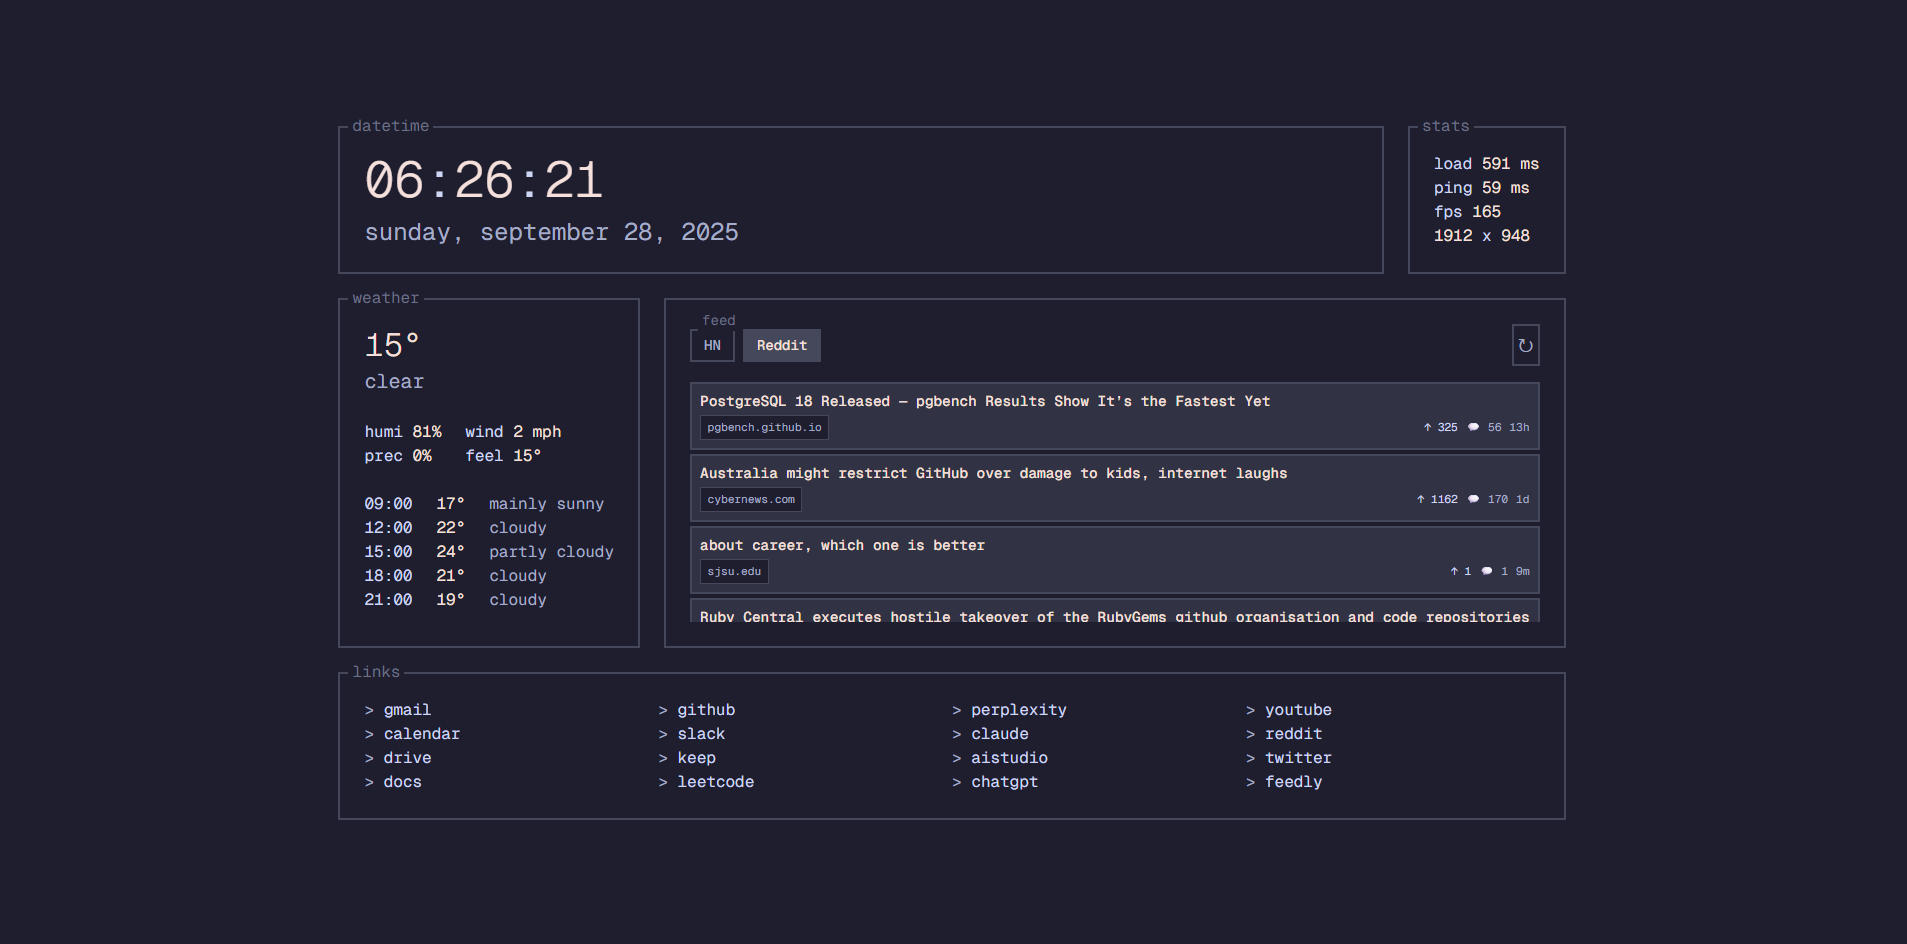 datetime
06:26:21
sunday, september 28, 2025
stats
load 591 ms
ping 59 ms
fps 165
1912 x 948
weather
15°
clear
humi 81% wind 2 mph
prec 0% feel 15°
09:00 17° mainly sunny
12:00 22° cloudy
15:00 24° partly cloudy
18:00 21° cloudy
21:00 19° cloudy
feed
HN Reddit ↻
PostgreSQL 18 Released — pgbench Results Show It's the Fastest Yet
pgbench.github.io ↑ 325 💬 56 13h
Australia might restrict GitHub over damage to kids, internet laughs
cybernews.com ↑ 1162 💬 170 1d
about career, which one is better
sjsu.edu ↑ 1 💬 1 9m
Ruby Central executes hostile takeover of the RubyGems github organisation and code repositories
links
> gmail > github > perplexity > youtube
> calendar > slack > claude > reddit
> drive > keep > aistudio > twitter
> docs > leetcode > chatgpt > feedly